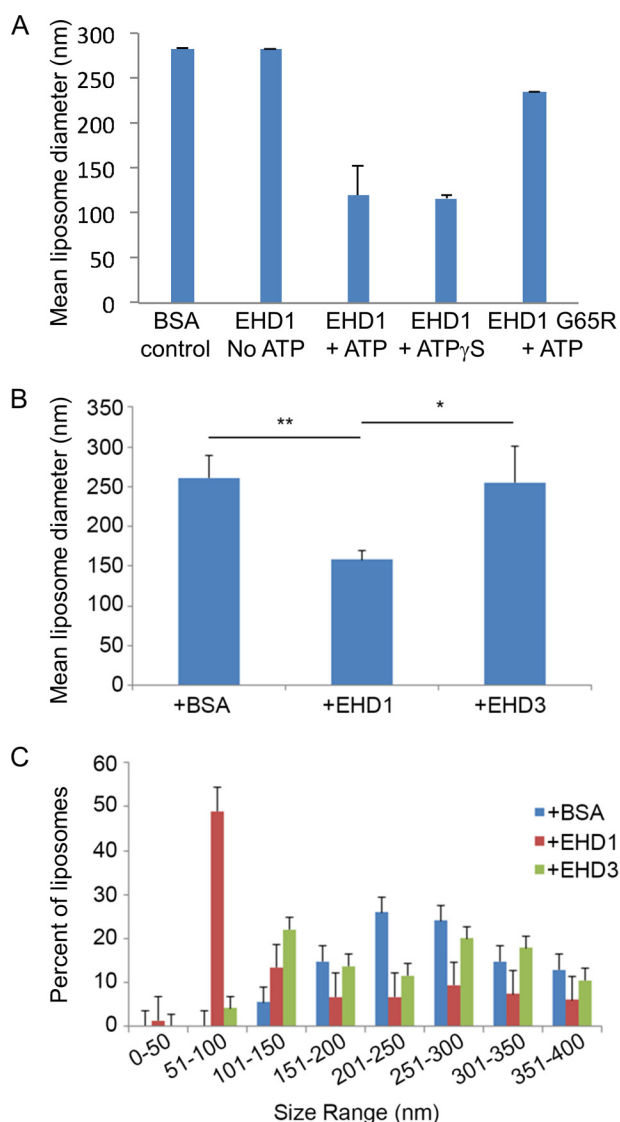 A
Mean liposome diameter (nm)
300
250
200
150
100
50
0
BSA control
EHD1 No ATP
EHD1 + ATP
EHD1 + ATPγS
EHD1 G65R + ATP
B
Mean liposome diameter (nm)
350
300
250
200
150
100
50
0
**
*
+BSA
+EHD1
+EHD3
C
Percent of liposomes
60
50
40
30
20
10
0
+BSA
+EHD1
+EHD3
0-50
51-100
101-150
151-200
201-250
251-300
301-350
351-400
Size Range (nm)